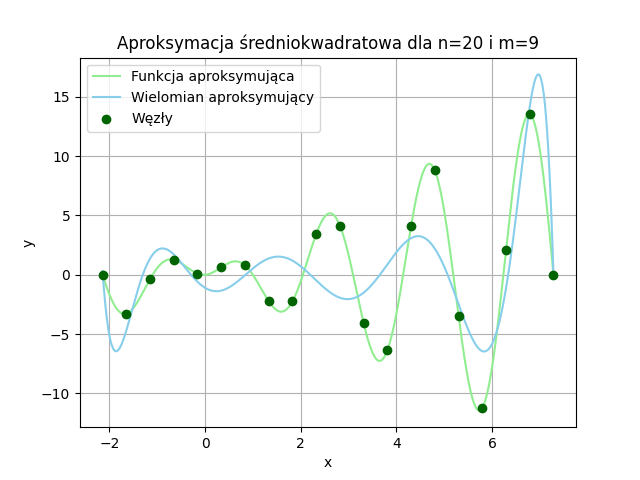 Aproksymacja średniokwadratowa dla n=20 i m=9
Funkcja aproksymująca
Wielomian aproksymujący
Węzły
y
15
10
5
0
−5
−10
−2
0
2
4
6
x